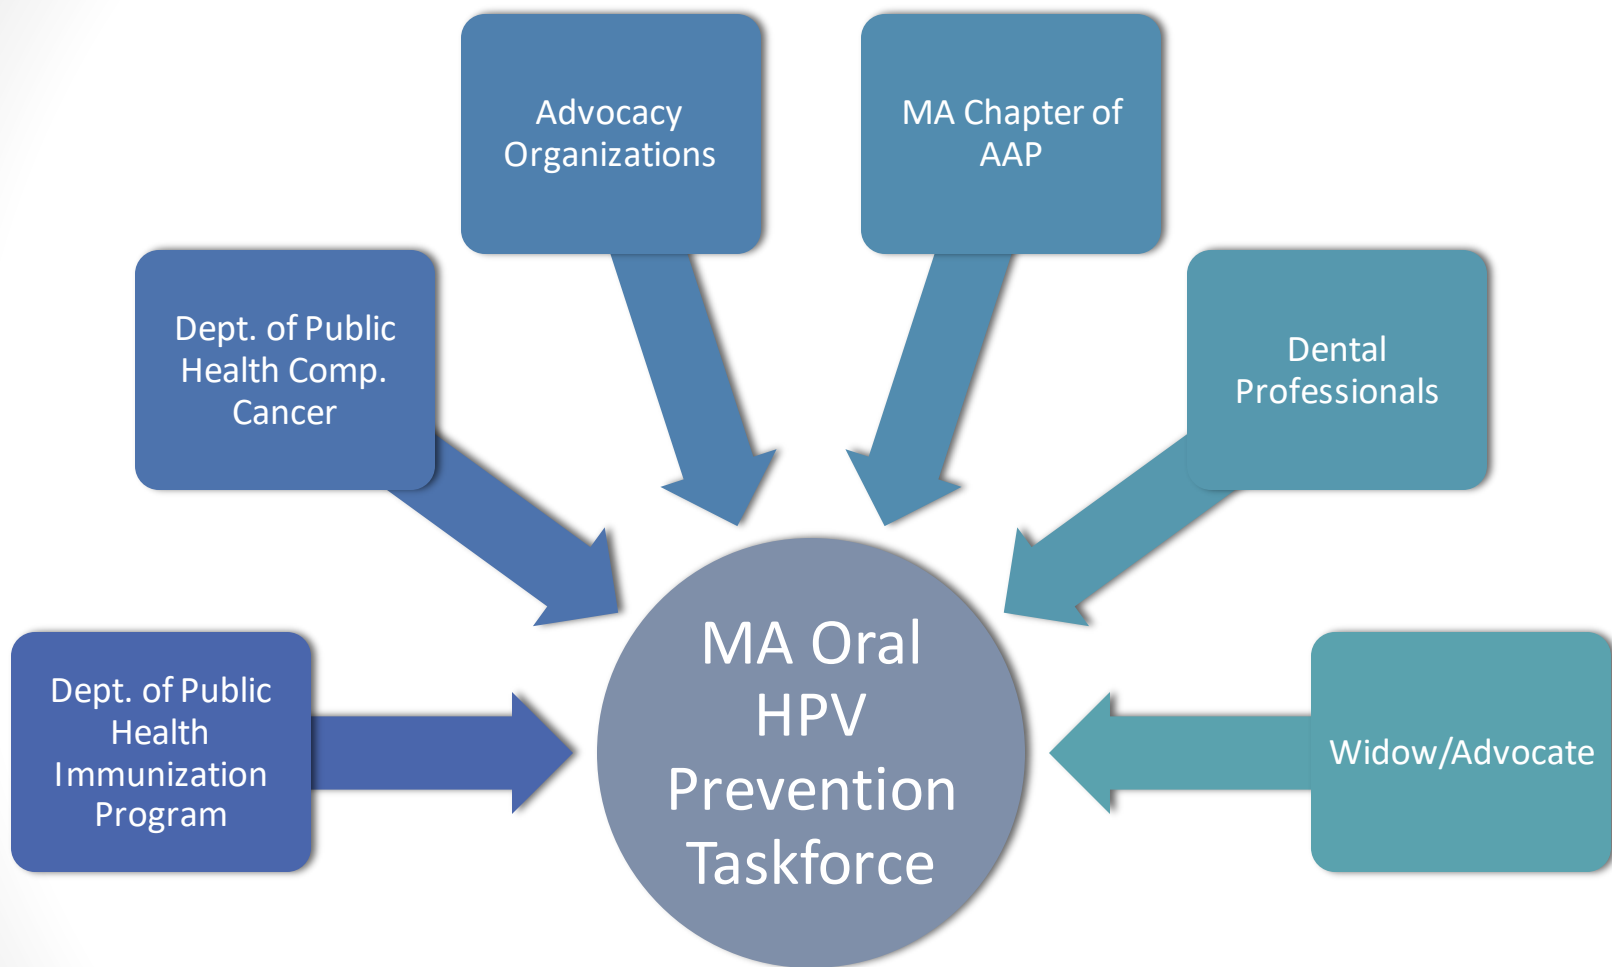 Advocacy
Organizations
MA Chapter of
AAP
Dept. of Public
Health Comp.
Cancer
Dental
Professionals
Dept. of Public
Health
Immunization
Program
MA Oral
HPV
Prevention
Taskforce
Widow/Advocate